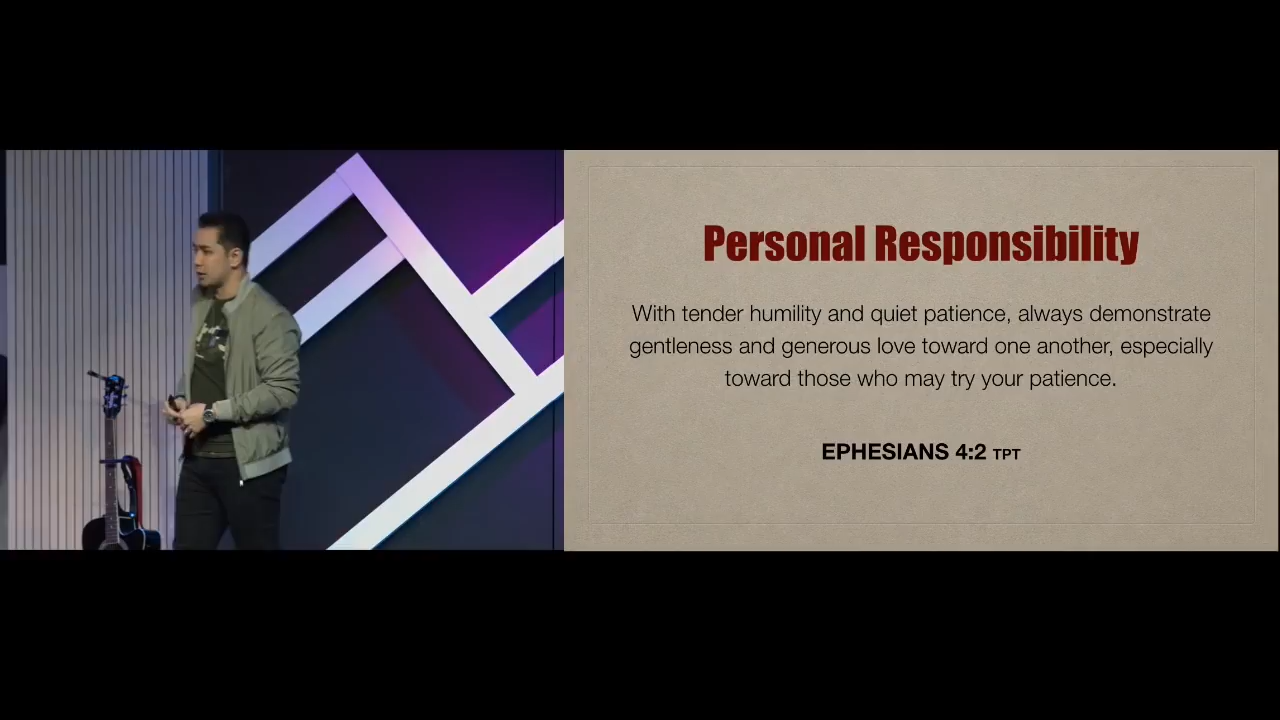 Personal Responsibility
With tender humility and quiet patience, always demonstrate
gentleness and generous love toward one another, especially
toward those who may try your patience.
EPHESIANS 4:2 TPT